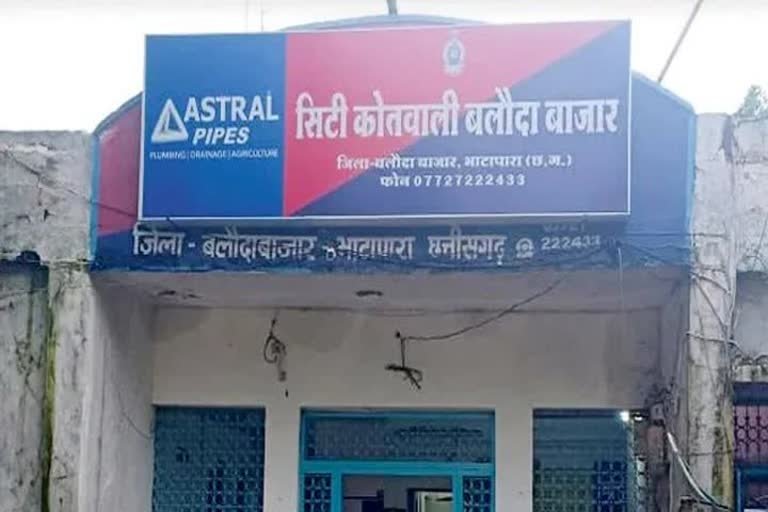 ASTRAL
PIPES
PLUMBING | DRAINAGE | AGRICULTURE
सिटी कोतवाली बलौदा बाजार
जिला-बलौदा बाजार, भाटापारा (छ.ग.)
फोन 07727222433
जिला - बलौदाबाजार - भाटापारा छत्तीसगढ़ ☎ 222433